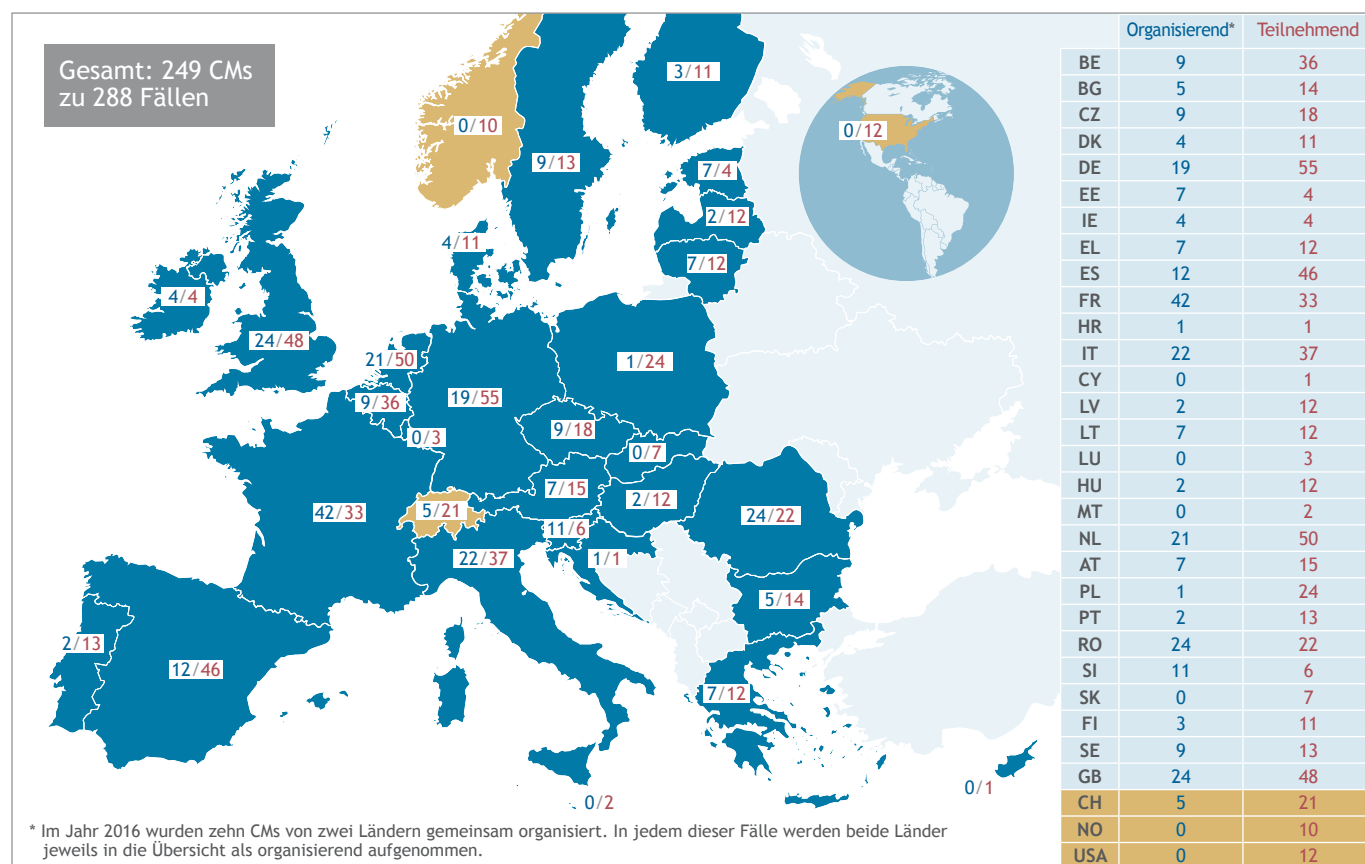 Gesamt: 249 CMs
zu 288 Fällen
3/11
0/10
0/12
9/13
7/4
2/12
4/11
7/12
4/4
24/48
21/50
1/24
9/36
19/55
0/3
9/18
0/7
7/15
2/12
42/33
5/21
24/22
11/6
22/37
1/1
5/14
2/13
12/46
7/12
0/1
0/2
* Im Jahr 2016 wurden zehn CMs von zwei Ländern gemeinsam organisiert. In jedem dieser Fälle werden beide Länder
jeweils in die Übersicht als organisierend aufgenommen.
Organisierend* Teilnehmend
BE 9 36
BG 5 14
CZ 9 18
DK 4 11
DE 19 55
EE 7 4
IE 4 4
EL 7 12
ES 12 46
FR 42 33
HR 1 1
IT 22 37
CY 0 1
LV 2 12
LT 7 12
LU 0 3
HU 2 12
MT 0 2
NL 21 50
AT 7 15
PL 1 24
PT 2 13
RO 24 22
SI 11 6
SK 0 7
FI 3 11
SE 9 13
GB 24 48
CH 5 21
NO 0 10
USA 0 12